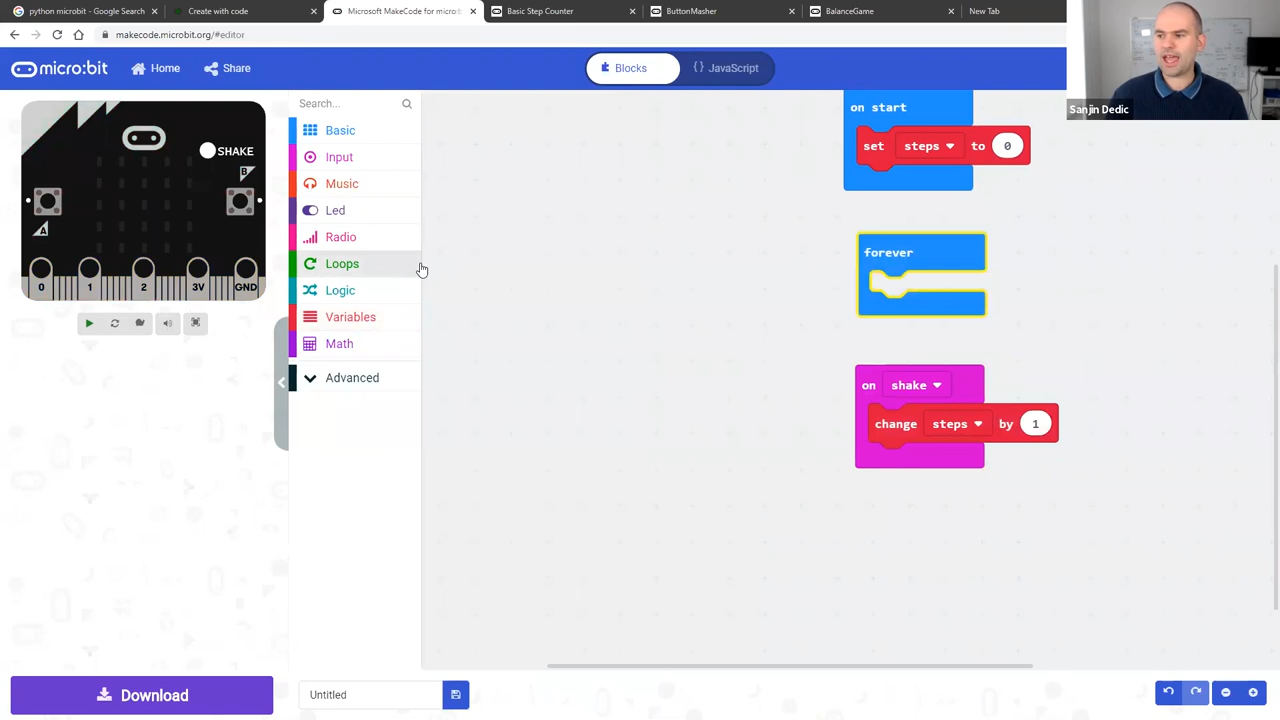 python microbit - Google Search
Create with code
Microsoft MakeCode for micro:b
Basic Step Counter
ButtonMasher
BalanceGame
New Tab
makecode.microbit.org/#editor
micro:bit
Home
Share
Blocks
{ } JavaScript
Sanjin Dedic
SHAKE
B
A
0 1 2 3V GND
Search...
Basic
Input
Music
Led
Radio
Loops
Logic
Variables
Math
Advanced
on start
set steps to 0
forever
on shake
change steps by 1
Download
Untitled